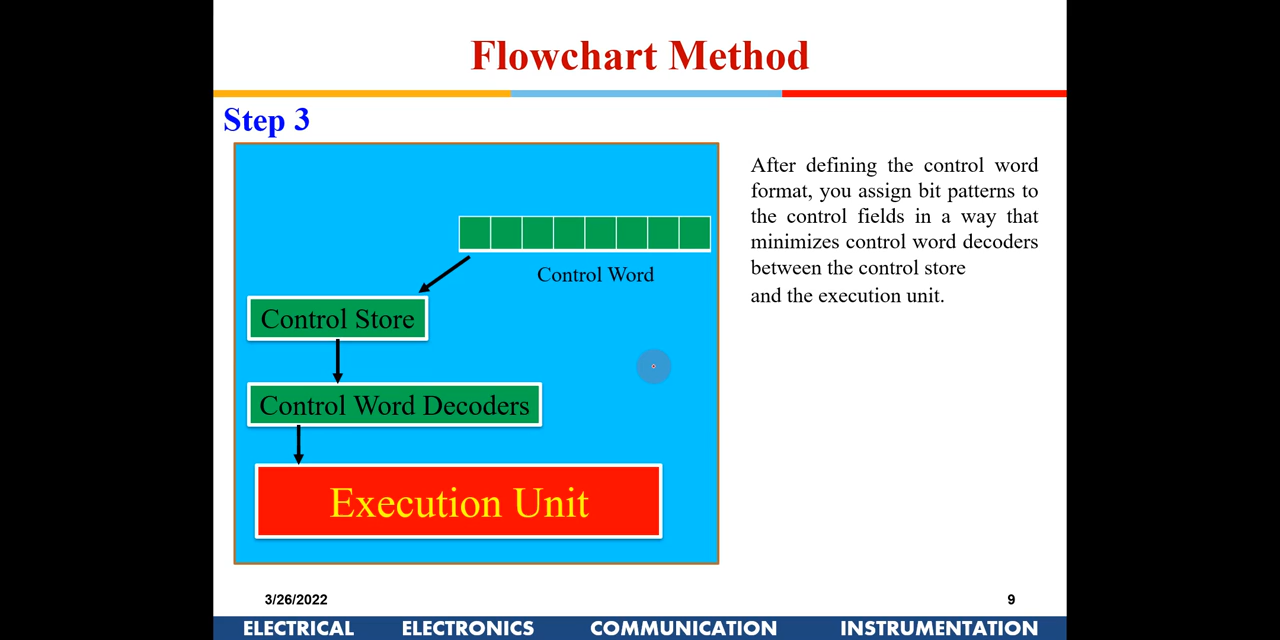 Flowchart Method
Step 3
After defining the control word
format, you assign bit patterns to
the control fields in a way that
minimizes control word decoders
between the control store
and the execution unit.
Control Word
Control Store
Control Word Decoders
Execution Unit
3/26/2022
9
ELECTRICAL ELECTRONICS COMMUNICATION INSTRUMENTATION